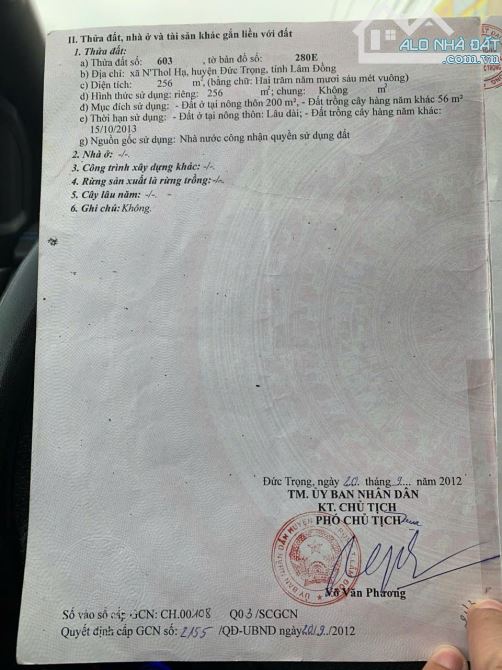 ALO NHÀ ĐẤT
.com.vn
II. Thửa đất, nhà ở và tài sản khác gắn liền với đất
1. Thửa đất:
a) Thửa đất số: 603 , tờ bản đồ số: 280E
b) Địa chỉ: xã N'Thol Hạ, huyện Đức Trọng, tỉnh Lâm Đồng
c) Diện tích: 256 m², (bằng chữ: Hai trăm năm mươi sáu mét vuông)
d) Hình thức sử dụng: riêng: 256 m²; chung: Không m²
đ) Mục đích sử dụng: - Đất ở tại nông thôn 200 m², -Đất trồng cây hàng năm khác 56 m²
e) Thời hạn sử dụng: - Đất ở tại nông thôn: Lâu dài; - Đất trồng cây hàng năm khác:
15/10/2013
g) Nguồn gốc sử dụng: Nhà nước công nhận quyền sử dụng đất
2. Nhà ở: -/-.
3. Công trình xây dựng khác: -/-.
4. Rừng sản xuất là rừng trồng: -/-.
5. Cây lâu năm: -/-.
6. Ghi chú: Không.
Đức Trọng, ngày 20 tháng 9 năm 2012
TM. ỦY BAN NHÂN DÂN
KT. CHỦ TỊCH
PHÓ CHỦ TỊCH
Võ Văn Phương
Số vào sổ cấp GCN: CH.00108 Q03/SCGCN
Quyết định cấp GCN số: 2155 /QĐ-UBND ngày 20/9/2012